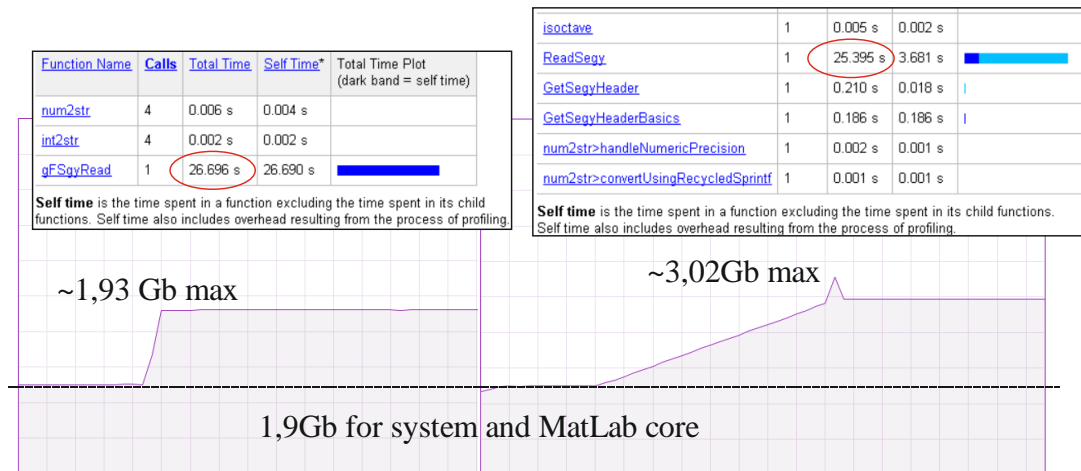 Function Name Calls Total Time Self Time* Total Time Plot
(dark band = self time)
num2str 4 0.006 s 0.004 s
int2str 4 0.002 s 0.002 s
gFSgyRead 1 26.696 s 26.690 s
Self time is the time spent in a function excluding the time spent in its child
functions. Self time also includes overhead resulting from the process of profiling.
isoctave 1 0.005 s 0.002 s
ReadSegy 1 25.395 s 3.681 s
GetSegyHeader 1 0.210 s 0.018 s
GetSegyHeaderBasics 1 0.186 s 0.186 s
num2str>handleNumericPrecision 1 0.002 s 0.001 s
num2str>convertUsingRecycledSprintf 1 0.001 s 0.001 s
Self time is the time spent in a function excluding the time spent in its child functions.
Self time also includes overhead resulting from the process of profiling.
~1,93 Gb max
~3,02Gb max
1,9Gb for system and MatLab core